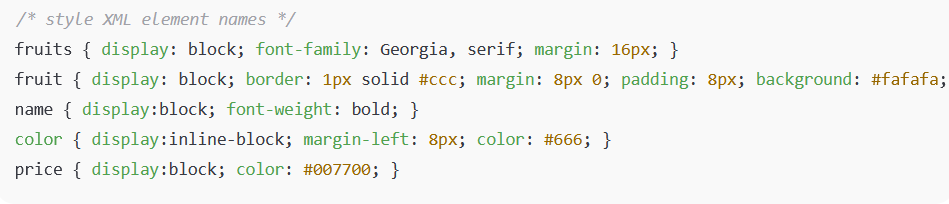 /* style XML element names */
fruits { display: block; font-family: Georgia, serif; margin: 16px; }
fruit { display: block; border: 1px solid #ccc; margin: 8px 0; padding: 8px; background: #fafafa;
name { display:block; font-weight: bold; }
color { display:inline-block; margin-left: 8px; color: #666; }
price { display:block; color: #007700; }